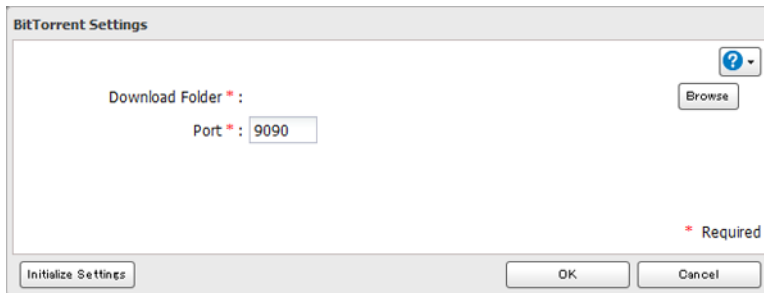 BitTorrent Settings
?
Download Folder * :
Browse
Port * : 9090
* Required
Initialize Settings
OK
Cancel